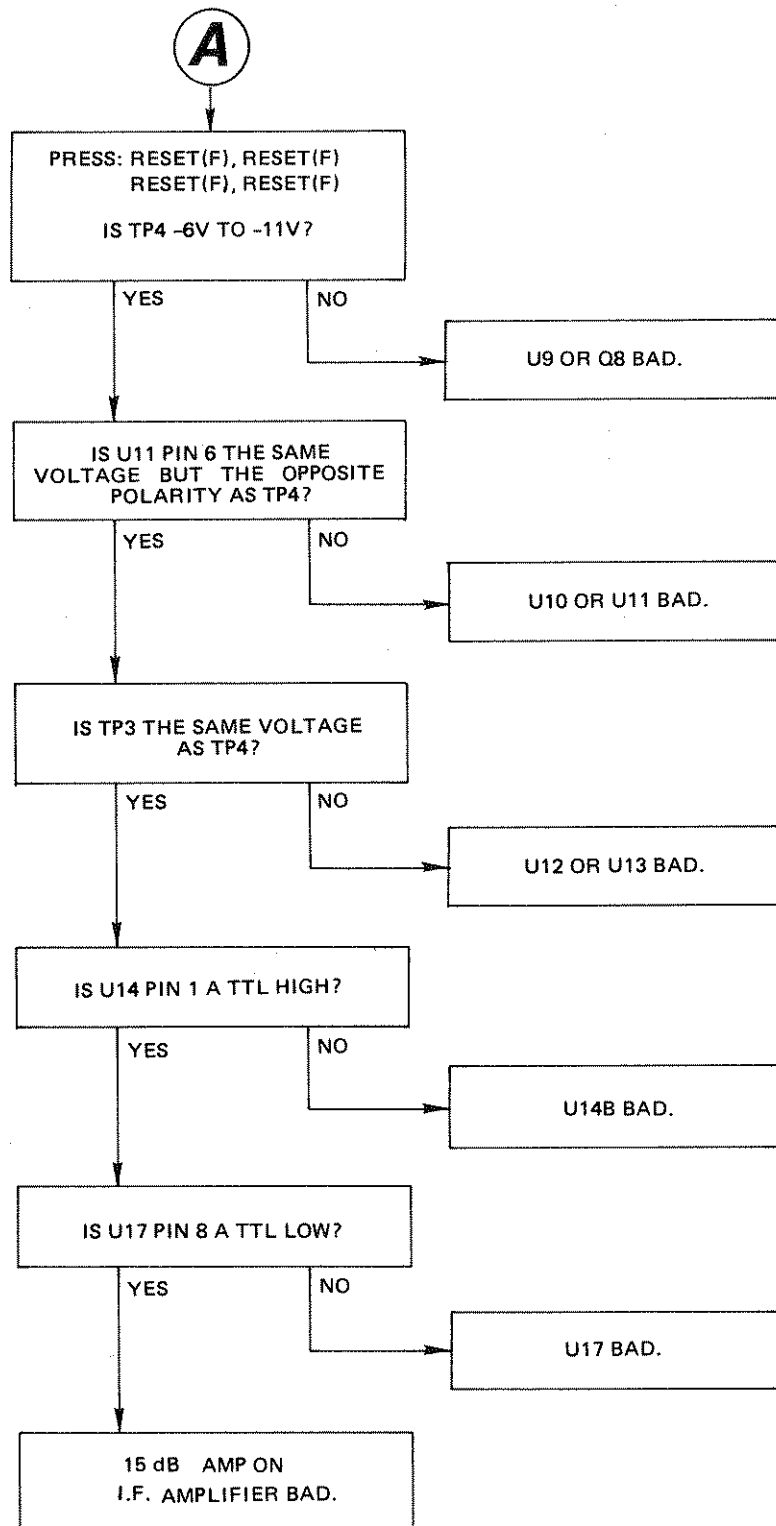 A
PRESS: RESET(F), RESET(F)
RESET(F), RESET(F)
IS TP4 -6V TO -11V?
YES
NO
U9 OR Q8 BAD.
IS U11 PIN 6 THE SAME
VOLTAGE BUT THE OPPOSITE
POLARITY AS TP4?
YES
NO
U10 OR U11 BAD.
IS TP3 THE SAME VOLTAGE
AS TP4?
YES
NO
U12 OR U13 BAD.
IS U14 PIN 1 A TTL HIGH?
YES
NO
U14B BAD.
IS U17 PIN 8 A TTL LOW?
YES
NO
U17 BAD.
15 dB AMP ON
I.F. AMPLIFIER BAD.